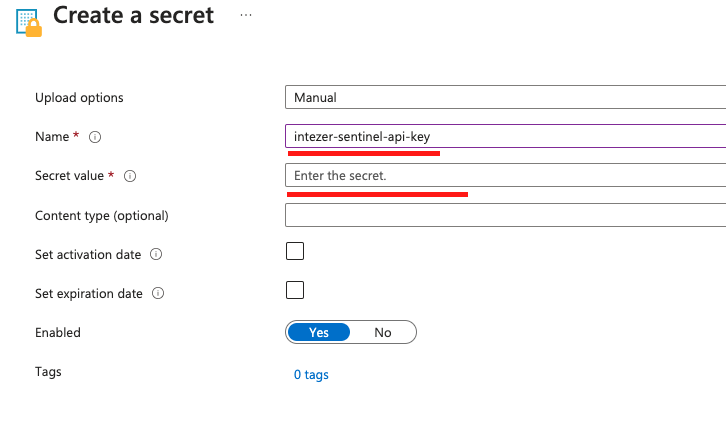 Create a secret ...
Upload options Manual
Name * intezer-sentinel-api-key
Secret value * Enter the secret.
Content type (optional)
Set activation date
Set expiration date
Enabled Yes No
Tags 0 tags